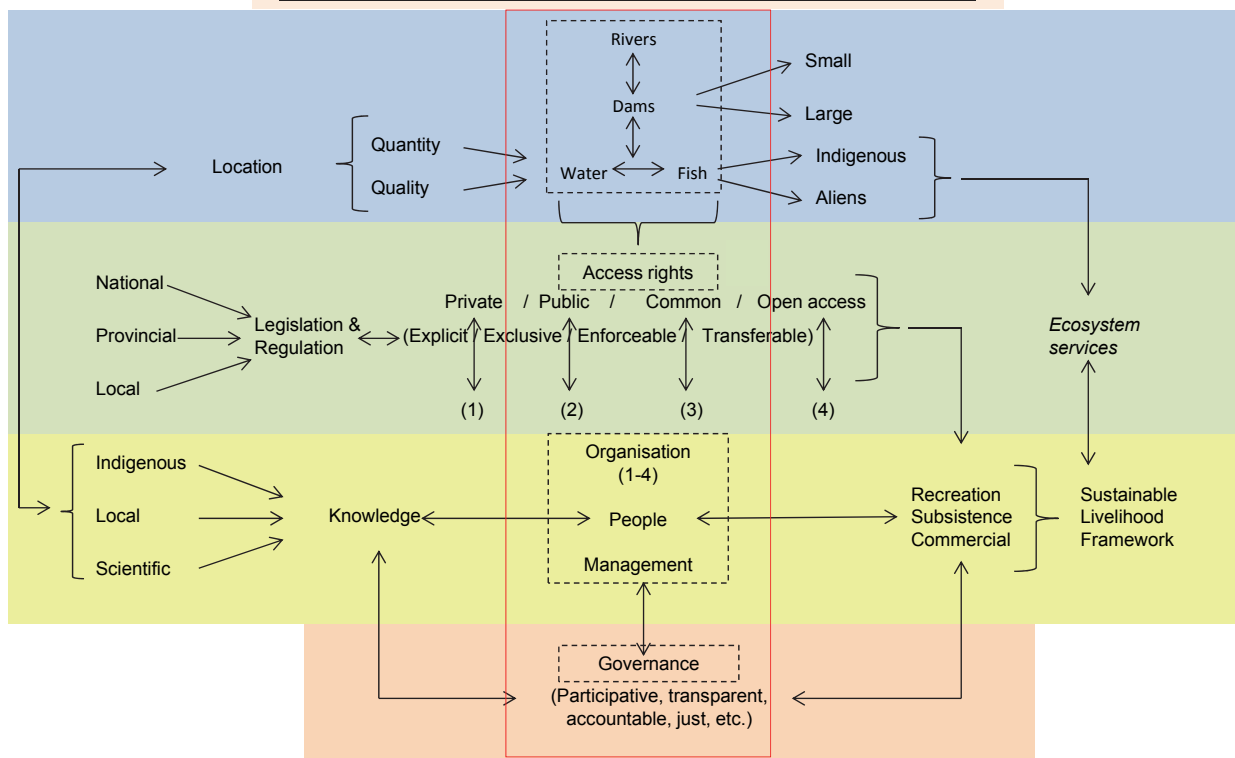 Rivers
Small
Dams
Large
Quantity
Indigenous
Location
Water
Fish
Quality
Aliens
Access rights
National
Private / Public / Common / Open access
Provincial
Legislation &
Regulation
(Explicit / Exclusive / Enforceable / Transferable)
Ecosystem
services
Local
(1)
(2)
(3)
(4)
Indigenous
Organisation
(1-4)
Local
Knowledge
People
Recreation
Subsistence
Commercial
Sustainable
Livelihood
Framework
Scientific
Management
Governance
(Participative, transparent,
accountable, just, etc.)